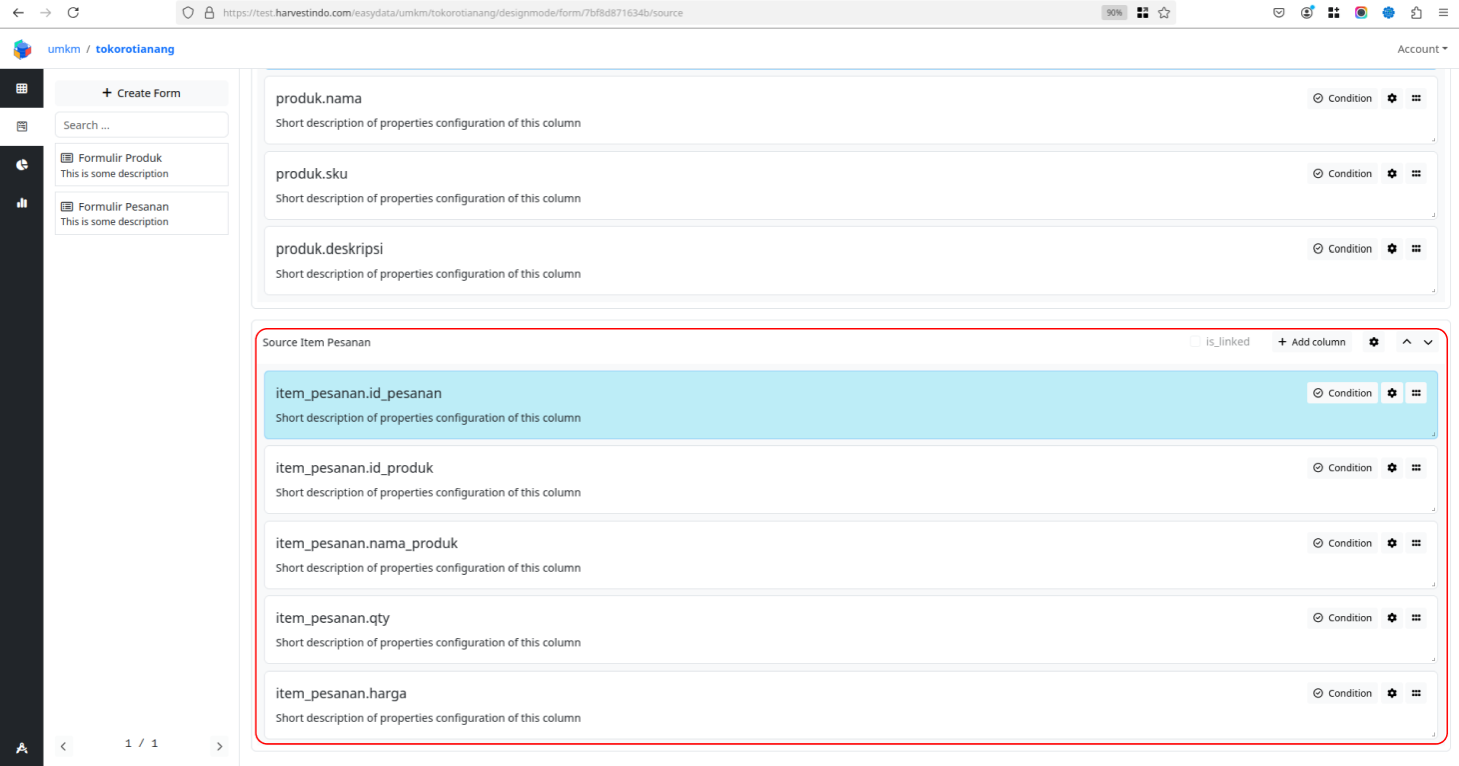 https://test.harvestindo.com/easydata/umkm/tokorotianang/designmode/form/7bf8d871634b/source
90%
umkm / tokorotianang
Account
+ Create Form
Search ...
Formulir Produk
This is some description
Formulir Pesanan
This is some description
1 / 1
produk.nama
Condition
Short description of properties configuration of this column
produk.sku
Condition
Short description of properties configuration of this column
produk.deskripsi
Condition
Short description of properties configuration of this column
Source Item Pesanan
is_linked
+ Add column
item_pesanan.id_pesanan
Condition
Short description of properties configuration of this column
item_pesanan.id_produk
Condition
Short description of properties configuration of this column
item_pesanan.nama_produk
Condition
Short description of properties configuration of this column
item_pesanan.qty
Condition
Short description of properties configuration of this column
item_pesanan.harga
Condition
Short description of properties configuration of this column